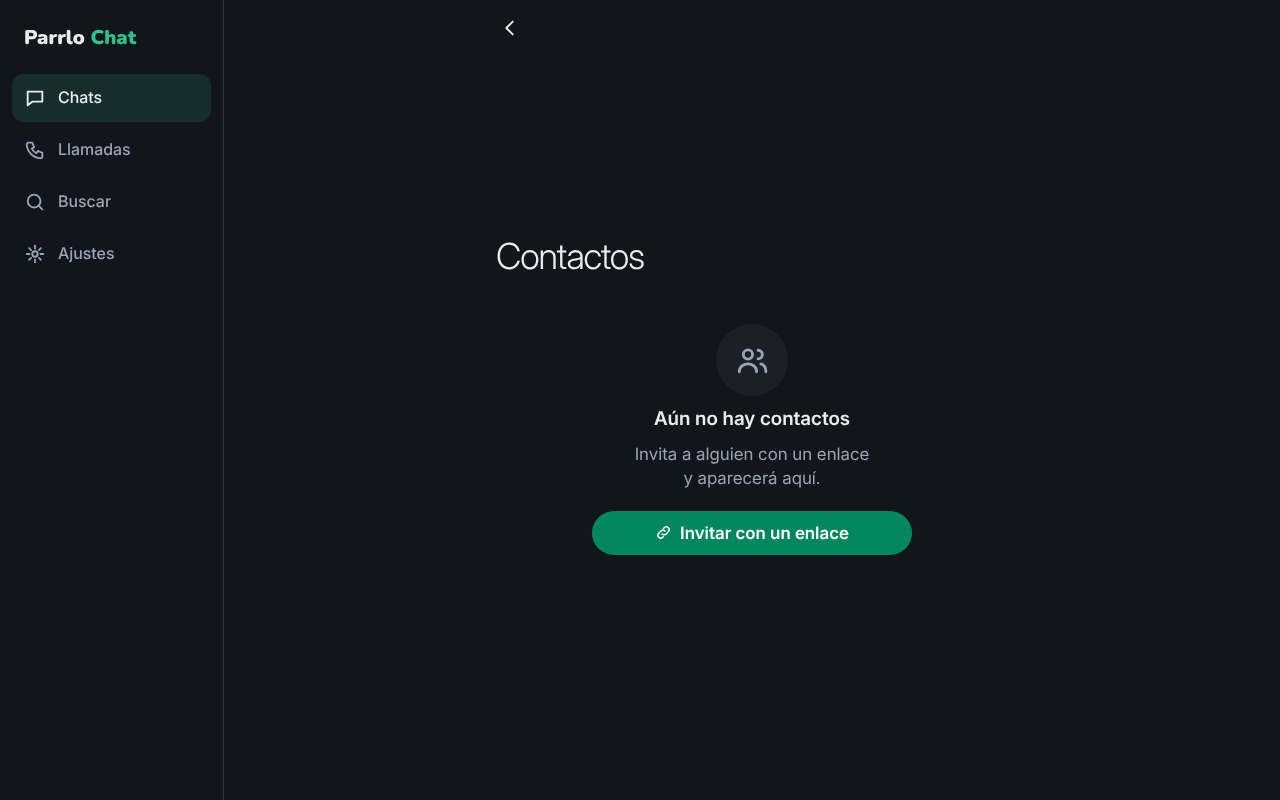 Parrlo Chat
Chats
Llamadas
Buscar
Ajustes
Contactos
Aún no hay contactos
Invita a alguien con un enlace
y aparecerá aquí.
Invitar con un enlace